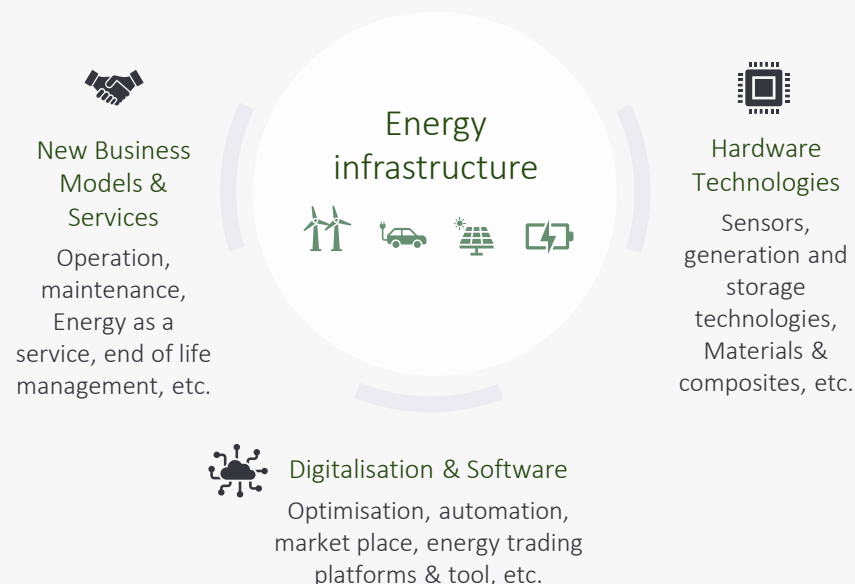 Energy
infrastructure
New Business
Models &
Services
Operation,
maintenance,
Energy as a
service, end of life
management, etc.
Hardware
Technologies
Sensors,
generation and
storage
technologies,
Materials &
composites, etc.
Digitalisation & Software
Optimisation, automation,
market place, energy trading
platforms & tool, etc.